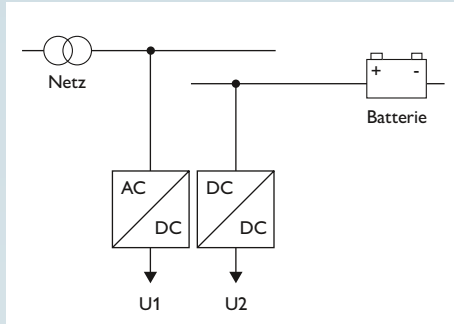 Netz
+ -
Batterie
AC
DC
DC
DC
U1
U2